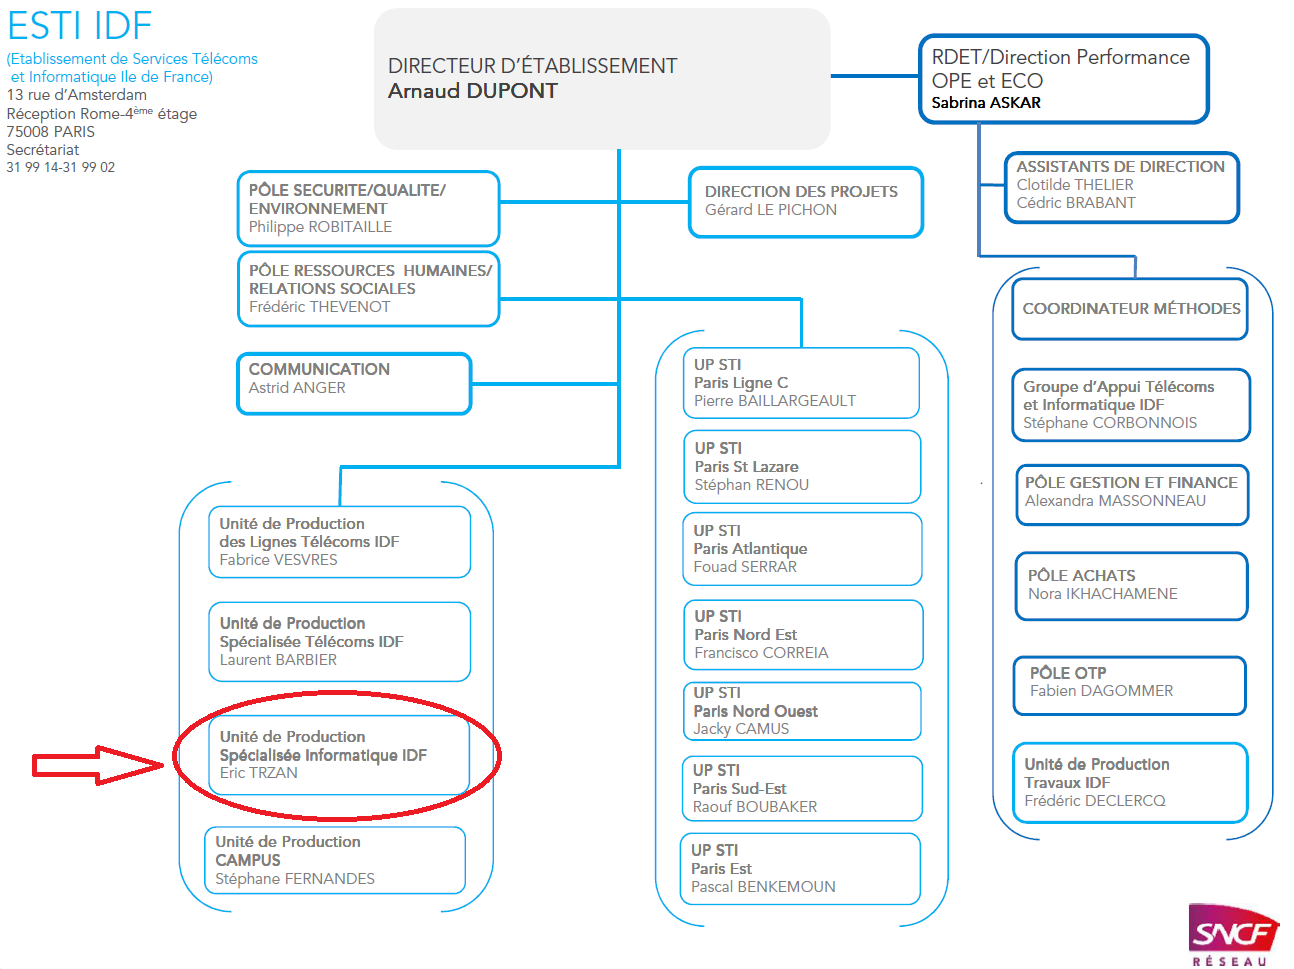 ESTI IDF
(Etablissement de Services Télécoms
et Informatique Ile de France)
13 rue d'Amsterdam
Réception Rome-4ème étage
75008 PARIS
Secrétariat
31 99 14-31 99 02
DIRECTEUR D'ÉTABLISSEMENT
Arnaud DUPONT
RDET/Direction Performance
OPE et ECO
Sabrina ASKAR
ASSISTANTS DE DIRECTION
Clotilde THELIER
Cédric BRABANT
PÔLE SECURITE/QUALITE/
ENVIRONNEMENT
Philippe ROBITAILLE
DIRECTION DES PROJETS
Gérard LE PICHON
PÔLE RESSOURCES HUMAINES/
RELATIONS SOCIALES
Frédéric THEVENOT
COMMUNICATION
Astrid ANGER
Unité de Production
des Lignes Télécoms IDF
Fabrice VESVRES
Unité de Production
Spécialisée Télécoms IDF
Laurent BARBIER
Unité de Production
Spécialisée Informatique IDF
Eric TRZAN
Unité de Production
CAMPUS
Stéphane FERNANDES
UP STI
Paris Ligne C
Pierre BAILLARGEAULT
UP STI
Paris St Lazare
Stéphan RENOU
UP STI
Paris Atlantique
Fouad SERRAR
UP STI
Paris Nord Est
Francisco CORREIA
UP STI
Paris Nord Ouest
Jacky CAMUS
UP STI
Paris Sud-Est
Raouf BOUBAKER
UP STI
Paris Est
Pascal BENKEMOUN
COORDINATEUR MÉTHODES
Groupe d'Appui Télécoms
et Informatique IDF
Stéphane CORBONNOIS
PÔLE GESTION ET FINANCE
Alexandra MASSONNEAU
PÔLE ACHATS
Nora IKHACHAMENE
PÔLE OTP
Fabien DAGOMMER
Unité de Production
Travaux IDF
Frédéric DECLERCQ
SNCF
RÉSEAU